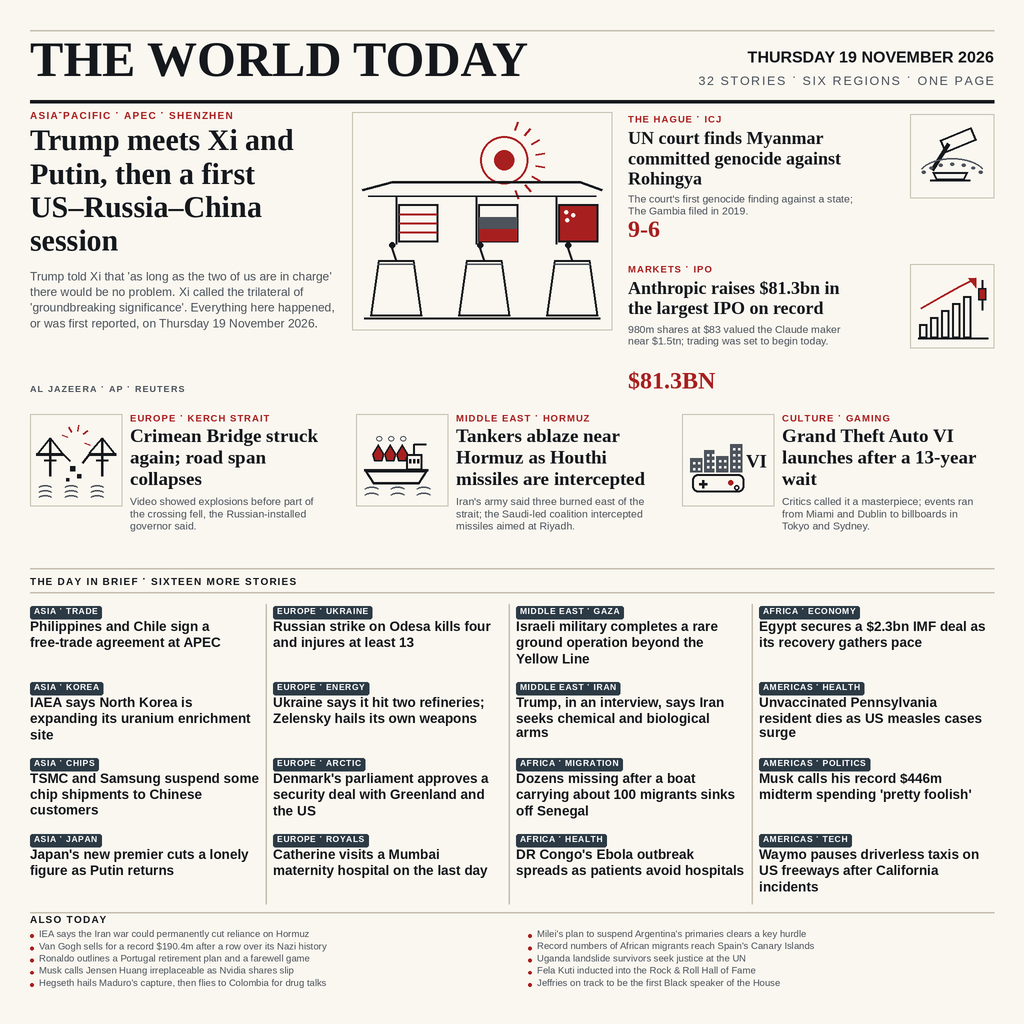 THE WORLD TODAY
THURSDAY 19 NOVEMBER 2026
32 STORIES · SIX REGIONS · ONE PAGE
ASIA-PACIFIC · APEC · SHENZHEN
Trump meets Xi and
Putin, then a first
US–Russia–China
session
Trump told Xi that 'as long as the two of us are in charge'
there would be no problem. Xi called the trilateral of
'groundbreaking significance'. Everything here happened,
or was first reported, on Thursday 19 November 2026.
AL JAZEERA · AP · REUTERS
THE HAGUE · ICJ
UN court finds Myanmar
committed genocide against
Rohingya
The court's first genocide finding against a state;
The Gambia filed in 2019.
9-6
MARKETS · IPO
Anthropic raises $81.3bn in
the largest IPO on record
980m shares at $83 valued the Claude maker
near $1.5tn; trading was set to begin today.
$81.3BN
EUROPE · KERCH STRAIT
Crimean Bridge struck
again; road span
collapses
Video showed explosions before part of
the crossing fell, the Russian-installed
governor said.
MIDDLE EAST · HORMUZ
Tankers ablaze near
Hormuz as Houthi
missiles are intercepted
Iran's army said three burned east of the
strait; the Saudi-led coalition intercepted
missiles aimed at Riyadh.
VI
CULTURE · GAMING
Grand Theft Auto VI
launches after a 13-year
wait
Critics called it a masterpiece; events ran
from Miami and Dublin to billboards in
Tokyo and Sydney.
THE DAY IN BRIEF · SIXTEEN MORE STORIES
ASIA · TRADE
Philippines and Chile sign a
free-trade agreement at APEC
ASIA · KOREA
IAEA says North Korea is
expanding its uranium enrichment
site
ASIA · CHIPS
TSMC and Samsung suspend some
chip shipments to Chinese
customers
ASIA · JAPAN
Japan's new premier cuts a lonely
figure as Putin returns
EUROPE · UKRAINE
Russian strike on Odesa kills four
and injures at least 13
EUROPE · ENERGY
Ukraine says it hit two refineries;
Zelensky hails its own weapons
EUROPE · ARCTIC
Denmark's parliament approves a
security deal with Greenland and
the US
EUROPE · ROYALS
Catherine visits a Mumbai
maternity hospital on the last day
MIDDLE EAST · GAZA
Israeli military completes a rare
ground operation beyond the
Yellow Line
MIDDLE EAST · IRAN
Trump, in an interview, says Iran
seeks chemical and biological
arms
AFRICA · MIGRATION
Dozens missing after a boat
carrying about 100 migrants sinks
off Senegal
AFRICA · HEALTH
DR Congo's Ebola outbreak
spreads as patients avoid hospitals
AFRICA · ECONOMY
Egypt secures a $2.3bn IMF deal as
its recovery gathers pace
AMERICAS · HEALTH
Unvaccinated Pennsylvania
resident dies as US measles cases
surge
AMERICAS · POLITICS
Musk calls his record $446m
midterm spending 'pretty foolish'
AMERICAS · TECH
Waymo pauses driverless taxis on
US freeways after California
incidents
ALSO TODAY
IEA says the Iran war could permanently cut reliance on Hormuz
Van Gogh sells for a record $190.4m after a row over its Nazi history
Ronaldo outlines a Portugal retirement plan and a farewell game
Musk calls Jensen Huang irreplaceable as Nvidia shares slip
Hegseth hails Maduro's capture, then flies to Colombia for drug talks
Milei's plan to suspend Argentina's primaries clears a key hurdle
Record numbers of African migrants reach Spain's Canary Islands
Uganda landslide survivors seek justice at the UN
Fela Kuti inducted into the Rock & Roll Hall of Fame
Jeffries on track to be the first Black speaker of the House